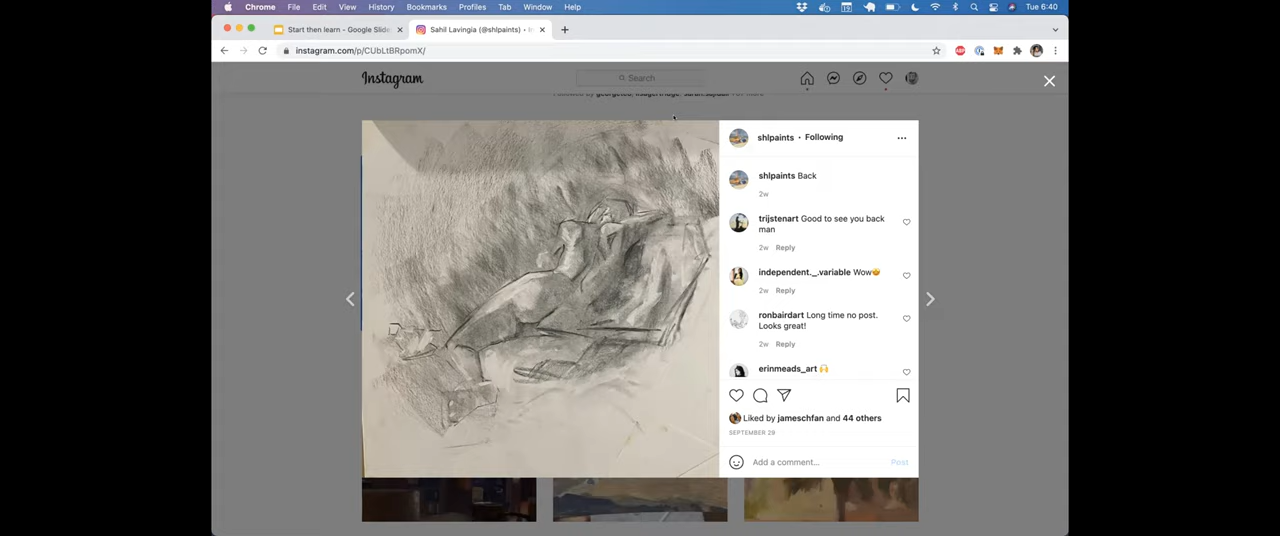 Chrome File Edit View History Bookmarks Profiles Tab Window Help Tue 6:40
Start then learn - Google Slide
Sahil Lavingia (@shlpaints) • In
instagram.com/p/CUbLtBRpomX/
Instagram
Search
shlpaints • Following
shlpaints Back
2w
trijstenart Good to see you back
man
2w Reply
independent._.variable Wow🤩
2w Reply
ronbairdart Long time no post.
Looks great!
2w Reply
erinmeads_art 🙌
Liked by jameschfan and 44 others
SEPTEMBER 29
Add a comment... Post